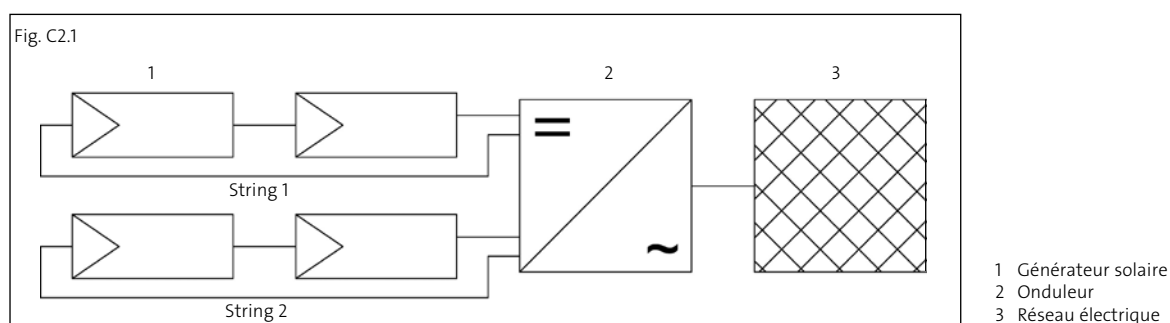 Fig. C2.1
1 2 3
String 1
String 2
1 Générateur solaire
2 Onduleur
3 Réseau électrique